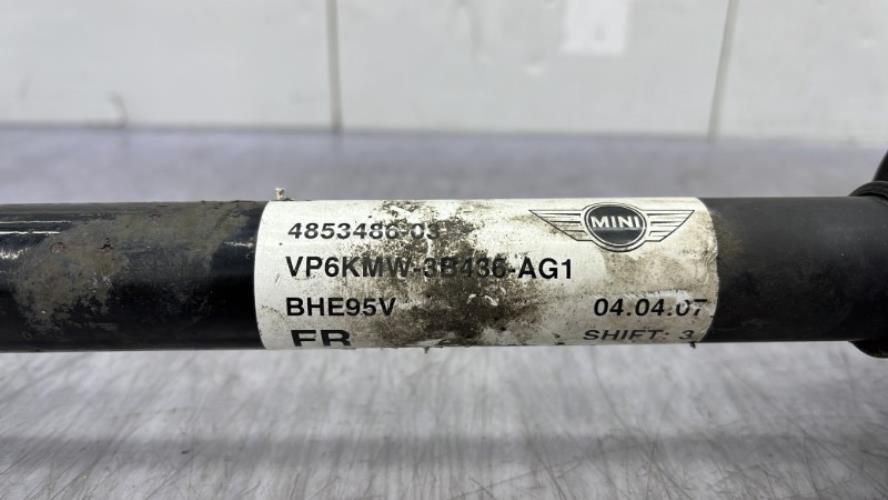 MINI
4853486-03
VP6KMW-3B436-AG1
BHE95V 04.04.07
FR SHIFT: 3